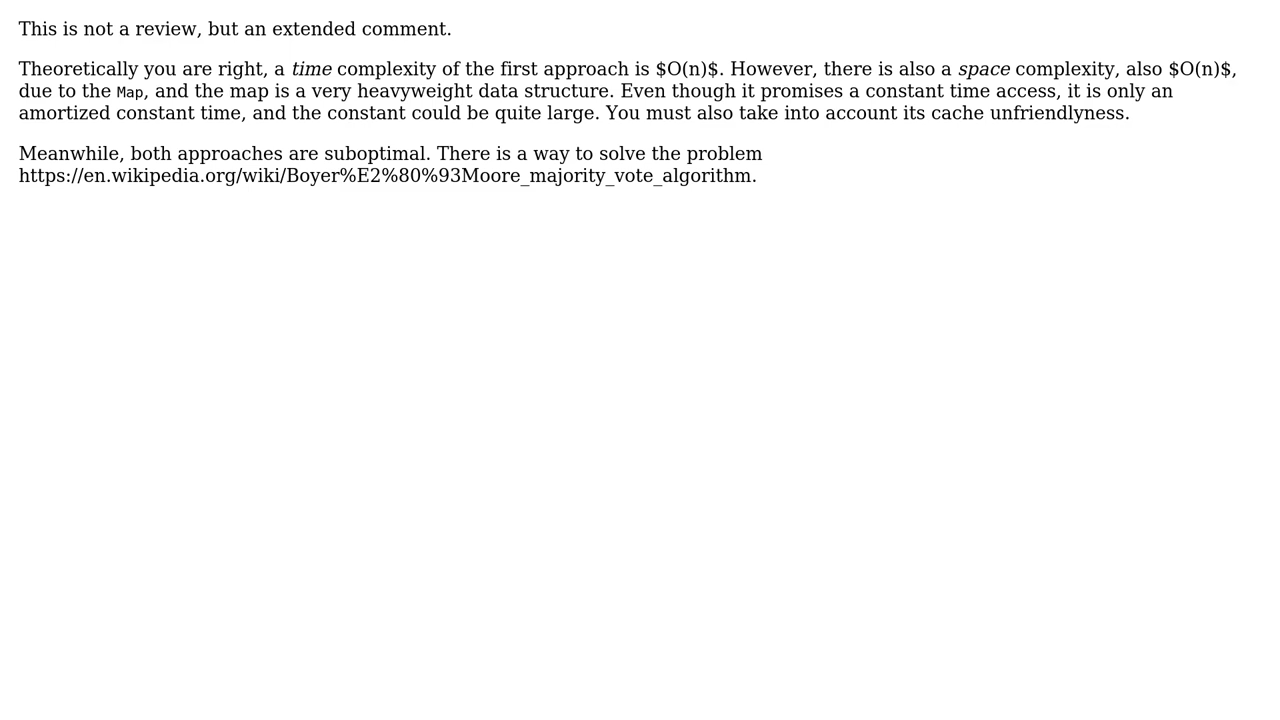 This is not a review, but an extended comment.
Theoretically you are right, a time complexity of the first approach is $O(n)$. However, there is also a space complexity, also $O(n)$,
due to the Map, and the map is a very heavyweight data structure. Even though it promises a constant time access, it is only an
amortized constant time, and the constant could be quite large. You must also take into account its cache unfriendlyness.
Meanwhile, both approaches are suboptimal. There is a way to solve the problem
https://en.wikipedia.org/wiki/Boyer%E2%80%93Moore_majority_vote_algorithm.